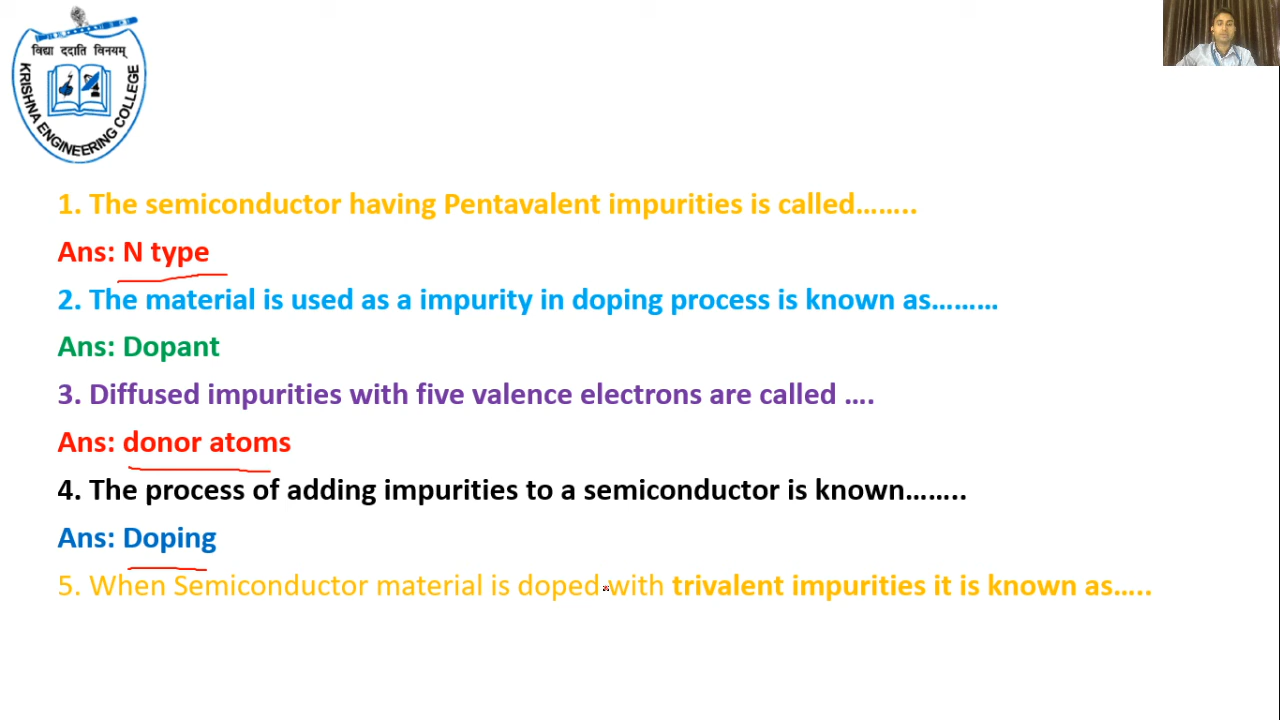 विद्या ददाति विनयम्
KRISHNA ENGINEERING COLLEGE
1. The semiconductor having Pentavalent impurities is called……..
Ans: N type
2. The material is used as a impurity in doping process is known as………
Ans: Dopant
3. Diffused impurities with five valence electrons are called ….
Ans: donor atoms
4. The process of adding impurities to a semiconductor is known……..
Ans: Doping
5. When Semiconductor material is doped with trivalent impurities it is known as…..